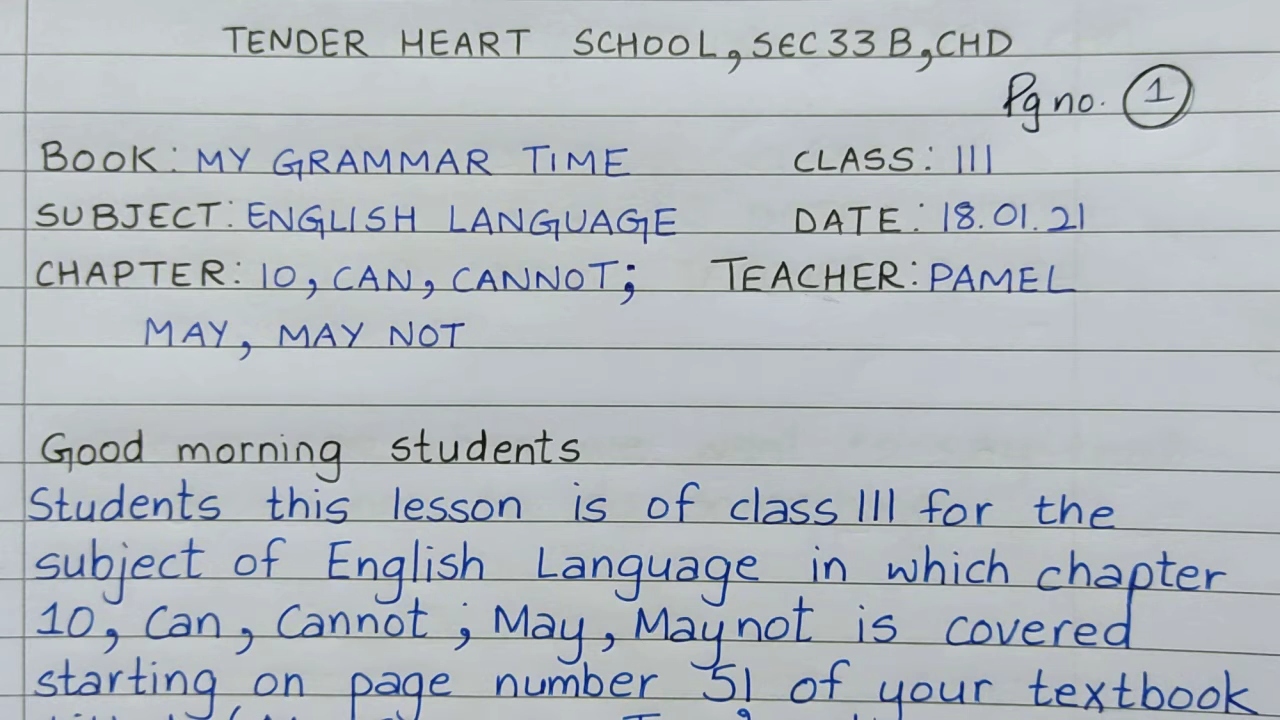 TENDER HEART SCHOOL, SEC 33 B, CHD
Pg no. 1
BOOK: MY GRAMMAR TIME CLASS: III
SUBJECT: ENGLISH LANGUAGE DATE: 18.01.21
CHAPTER: 10, CAN, CANNOT; TEACHER: PAMEL
MAY, MAY NOT
Good morning students
Students this lesson is of class III for the
subject of English Language in which chapter
10, Can, Cannot; May, May not is covered
starting on page number 51 of your textbook